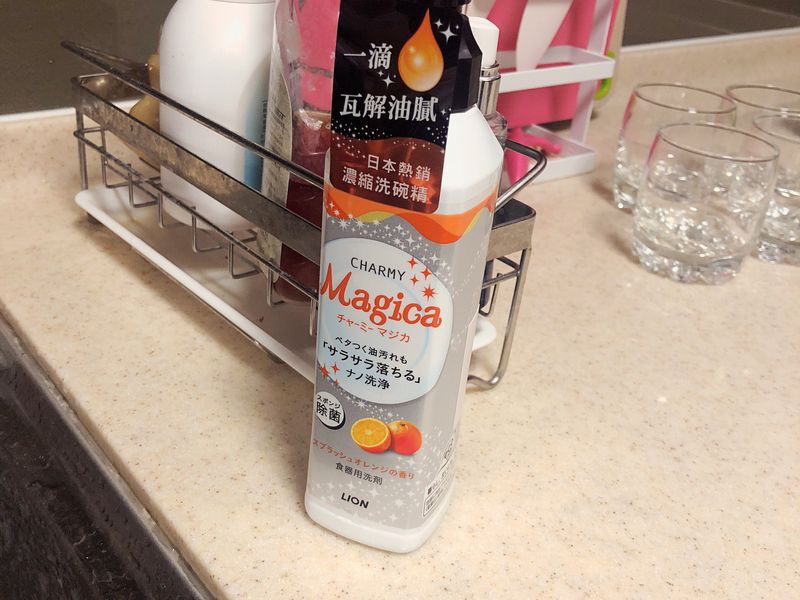 一滴
瓦解油膩
日本熱銷
濃縮洗碗精
CHARMY
Magica
チャーミー マジカ
ベタつく油汚れも
「サラサラ落ちる」
ナノ洗浄
スポンジ
除菌
スプラッシュオレンジの香り
食器用洗剤
LION